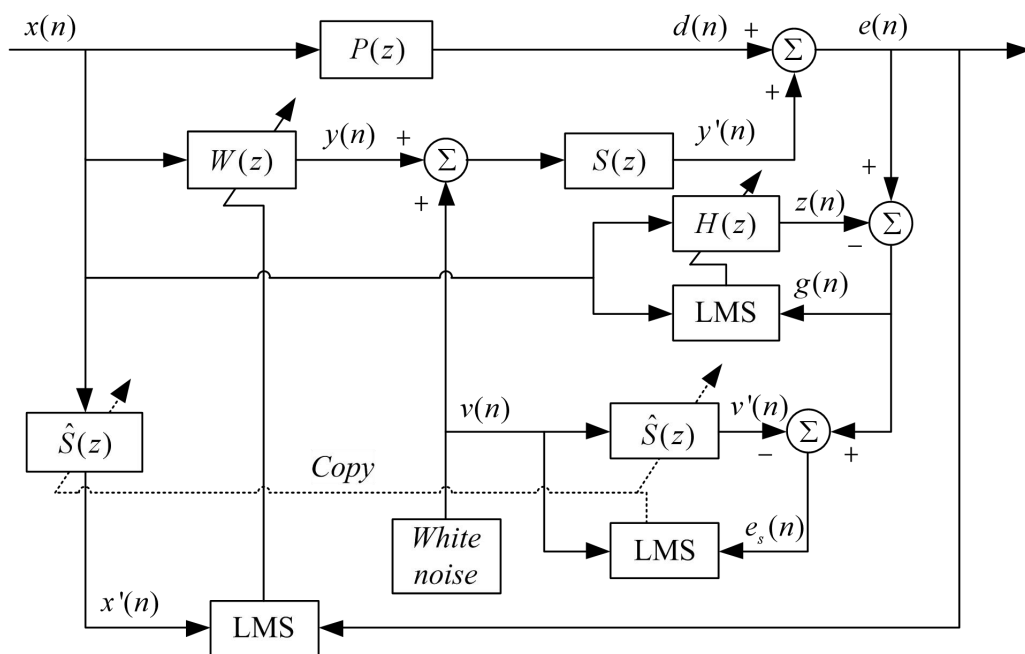 x(n)
P(z)
d(n)
+
Σ
e(n)
+
W(z)
y(n)
+
Σ
+
S(z)
y'(n)
+
H(z)
z(n)
−
Σ
LMS
g(n)
Ŝ(z)
v(n)
Ŝ(z)
v'(n)
−
Σ
+
Copy
White
noise
LMS
e_s(n)
x'(n)
LMS